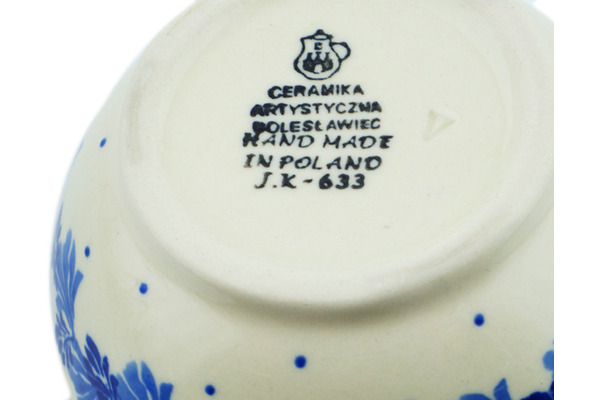 CERAMIKA
ARTYSTYCZNA
BOLESŁAWIEC
HAND MADE
IN POLAND
J.K-633